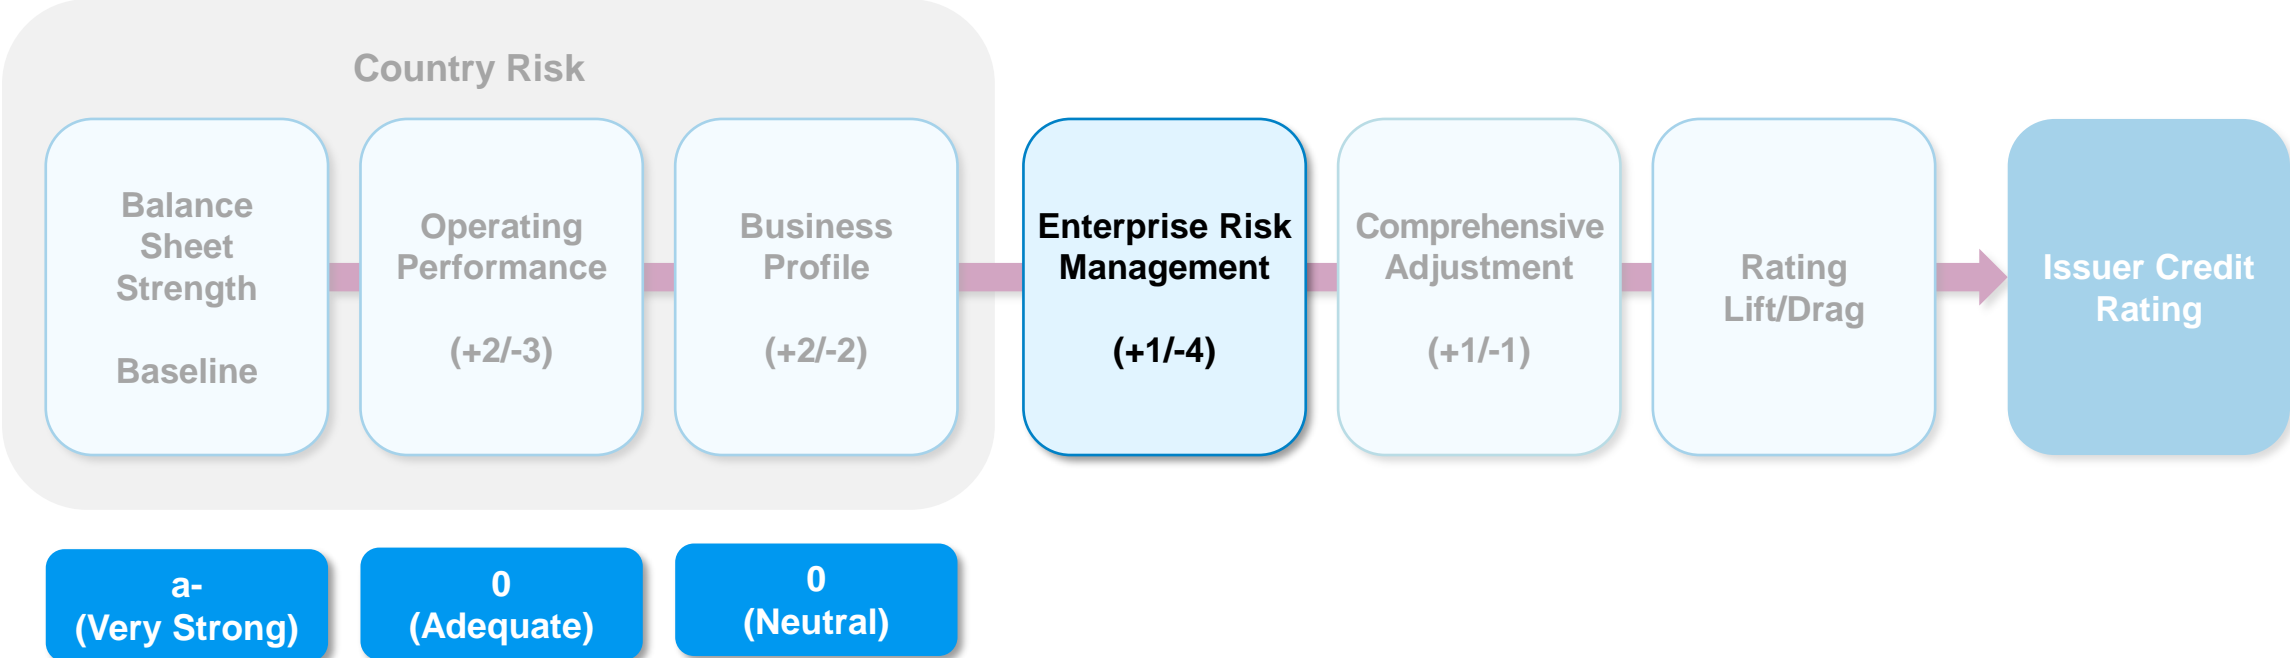 Country Risk
Balance
Sheet
Strength
Baseline
Operating
Performance
(+2/-3)
Business
Profile
(+2/-2)
Enterprise Risk
Management
(+1/-4)
Comprehensive
Adjustment
(+1/-1)
Rating
Lift/Drag
Issuer Credit
Rating
a-
(Very Strong)
0
(Adequate)
0
(Neutral)